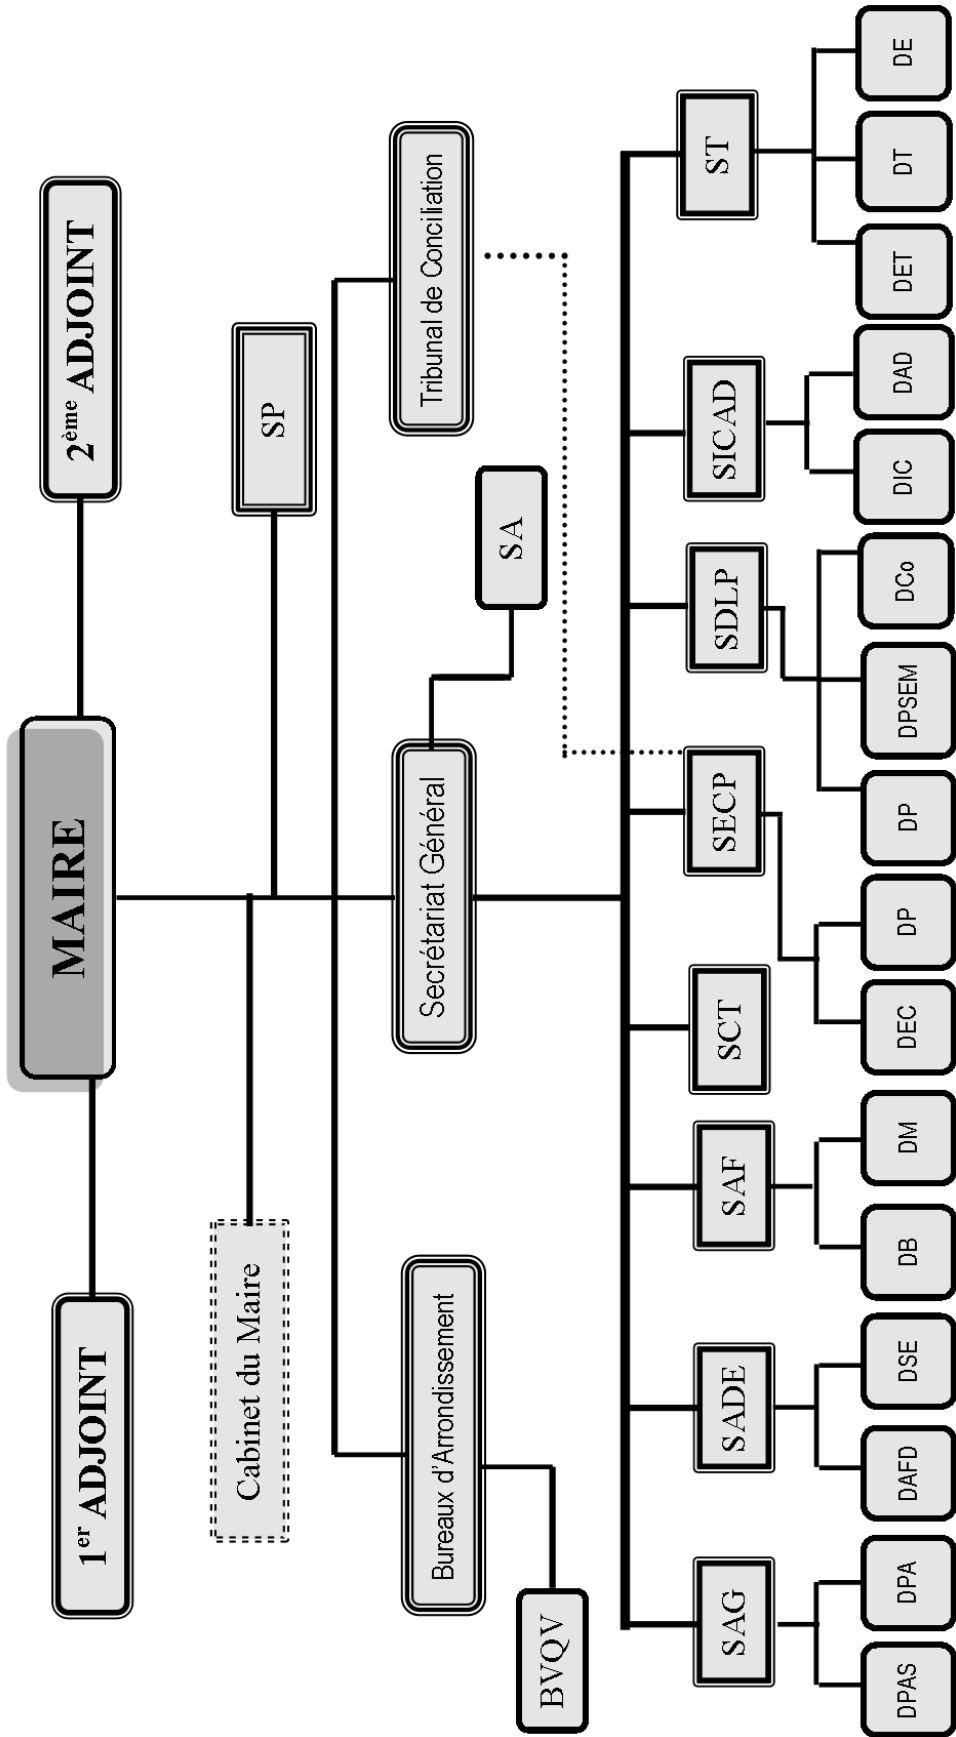 1er ADJOINT
MAIRE
2ème ADJOINT
Cabinet du Maire
SP
Bureaux d'Arrondissement
Secrétariat Général
Tribunal de Conciliation
BVQV
SA
SAG
SADE
SAF
SCT
SECP
SDLP
SICAD
ST
DPAS
DPA
DAFD
DSE
DB
DM
DEC
DP
DP
DPSEM
DCo
DIC
DAD
DET
DT
DE